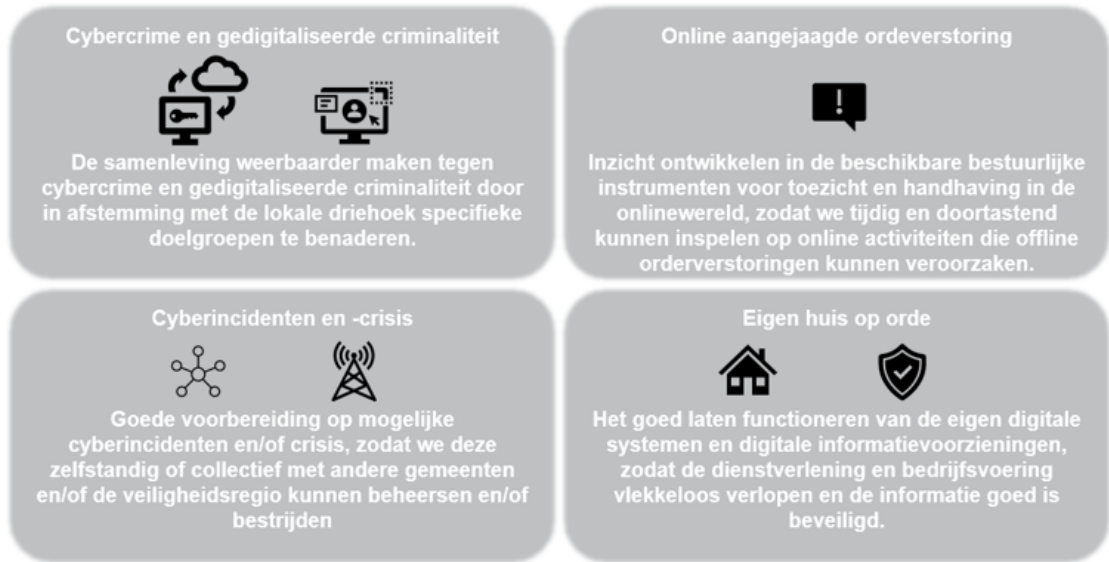 Cybercrime en gedigitaliseerde criminaliteit
De samenleving weerbaarder maken tegen
cybercrime en gedigitaliseerde criminaliteit door
in afstemming met de lokale driehoek specifieke
doelgroepen te benaderen.
Online aangejaagde ordeverstoring
Inzicht ontwikkelen in de beschikbare bestuurlijke
instrumenten voor toezicht en handhaving in de
onlinewereld, zodat we tijdig en doortastend
kunnen inspelen op online activiteiten die offline
orderverstoringen kunnen veroorzaken.
Cyberincidenten en -crisis
Goede voorbereiding op mogelijke
cyberincidenten en/of crisis, zodat we deze
zelfstandig of collectief met andere gemeenten
en/of de veiligheidsregio kunnen beheersen en/of
bestrijden
Eigen huis op orde
Het goed laten functioneren van de eigen digitale
systemen en digitale informatievoorzieningen,
zodat de dienstverlening en bedrijfsvoering
vlekkeloos verlopen en de informatie goed is
beveiligd.